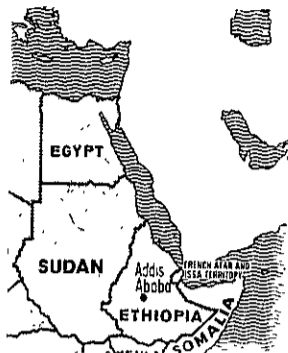 EGYPT
SUDAN
Addis
Ababa
FRENCH AFAR AND
ISSA TERRITORY
ETHIOPIA
SOMALIA